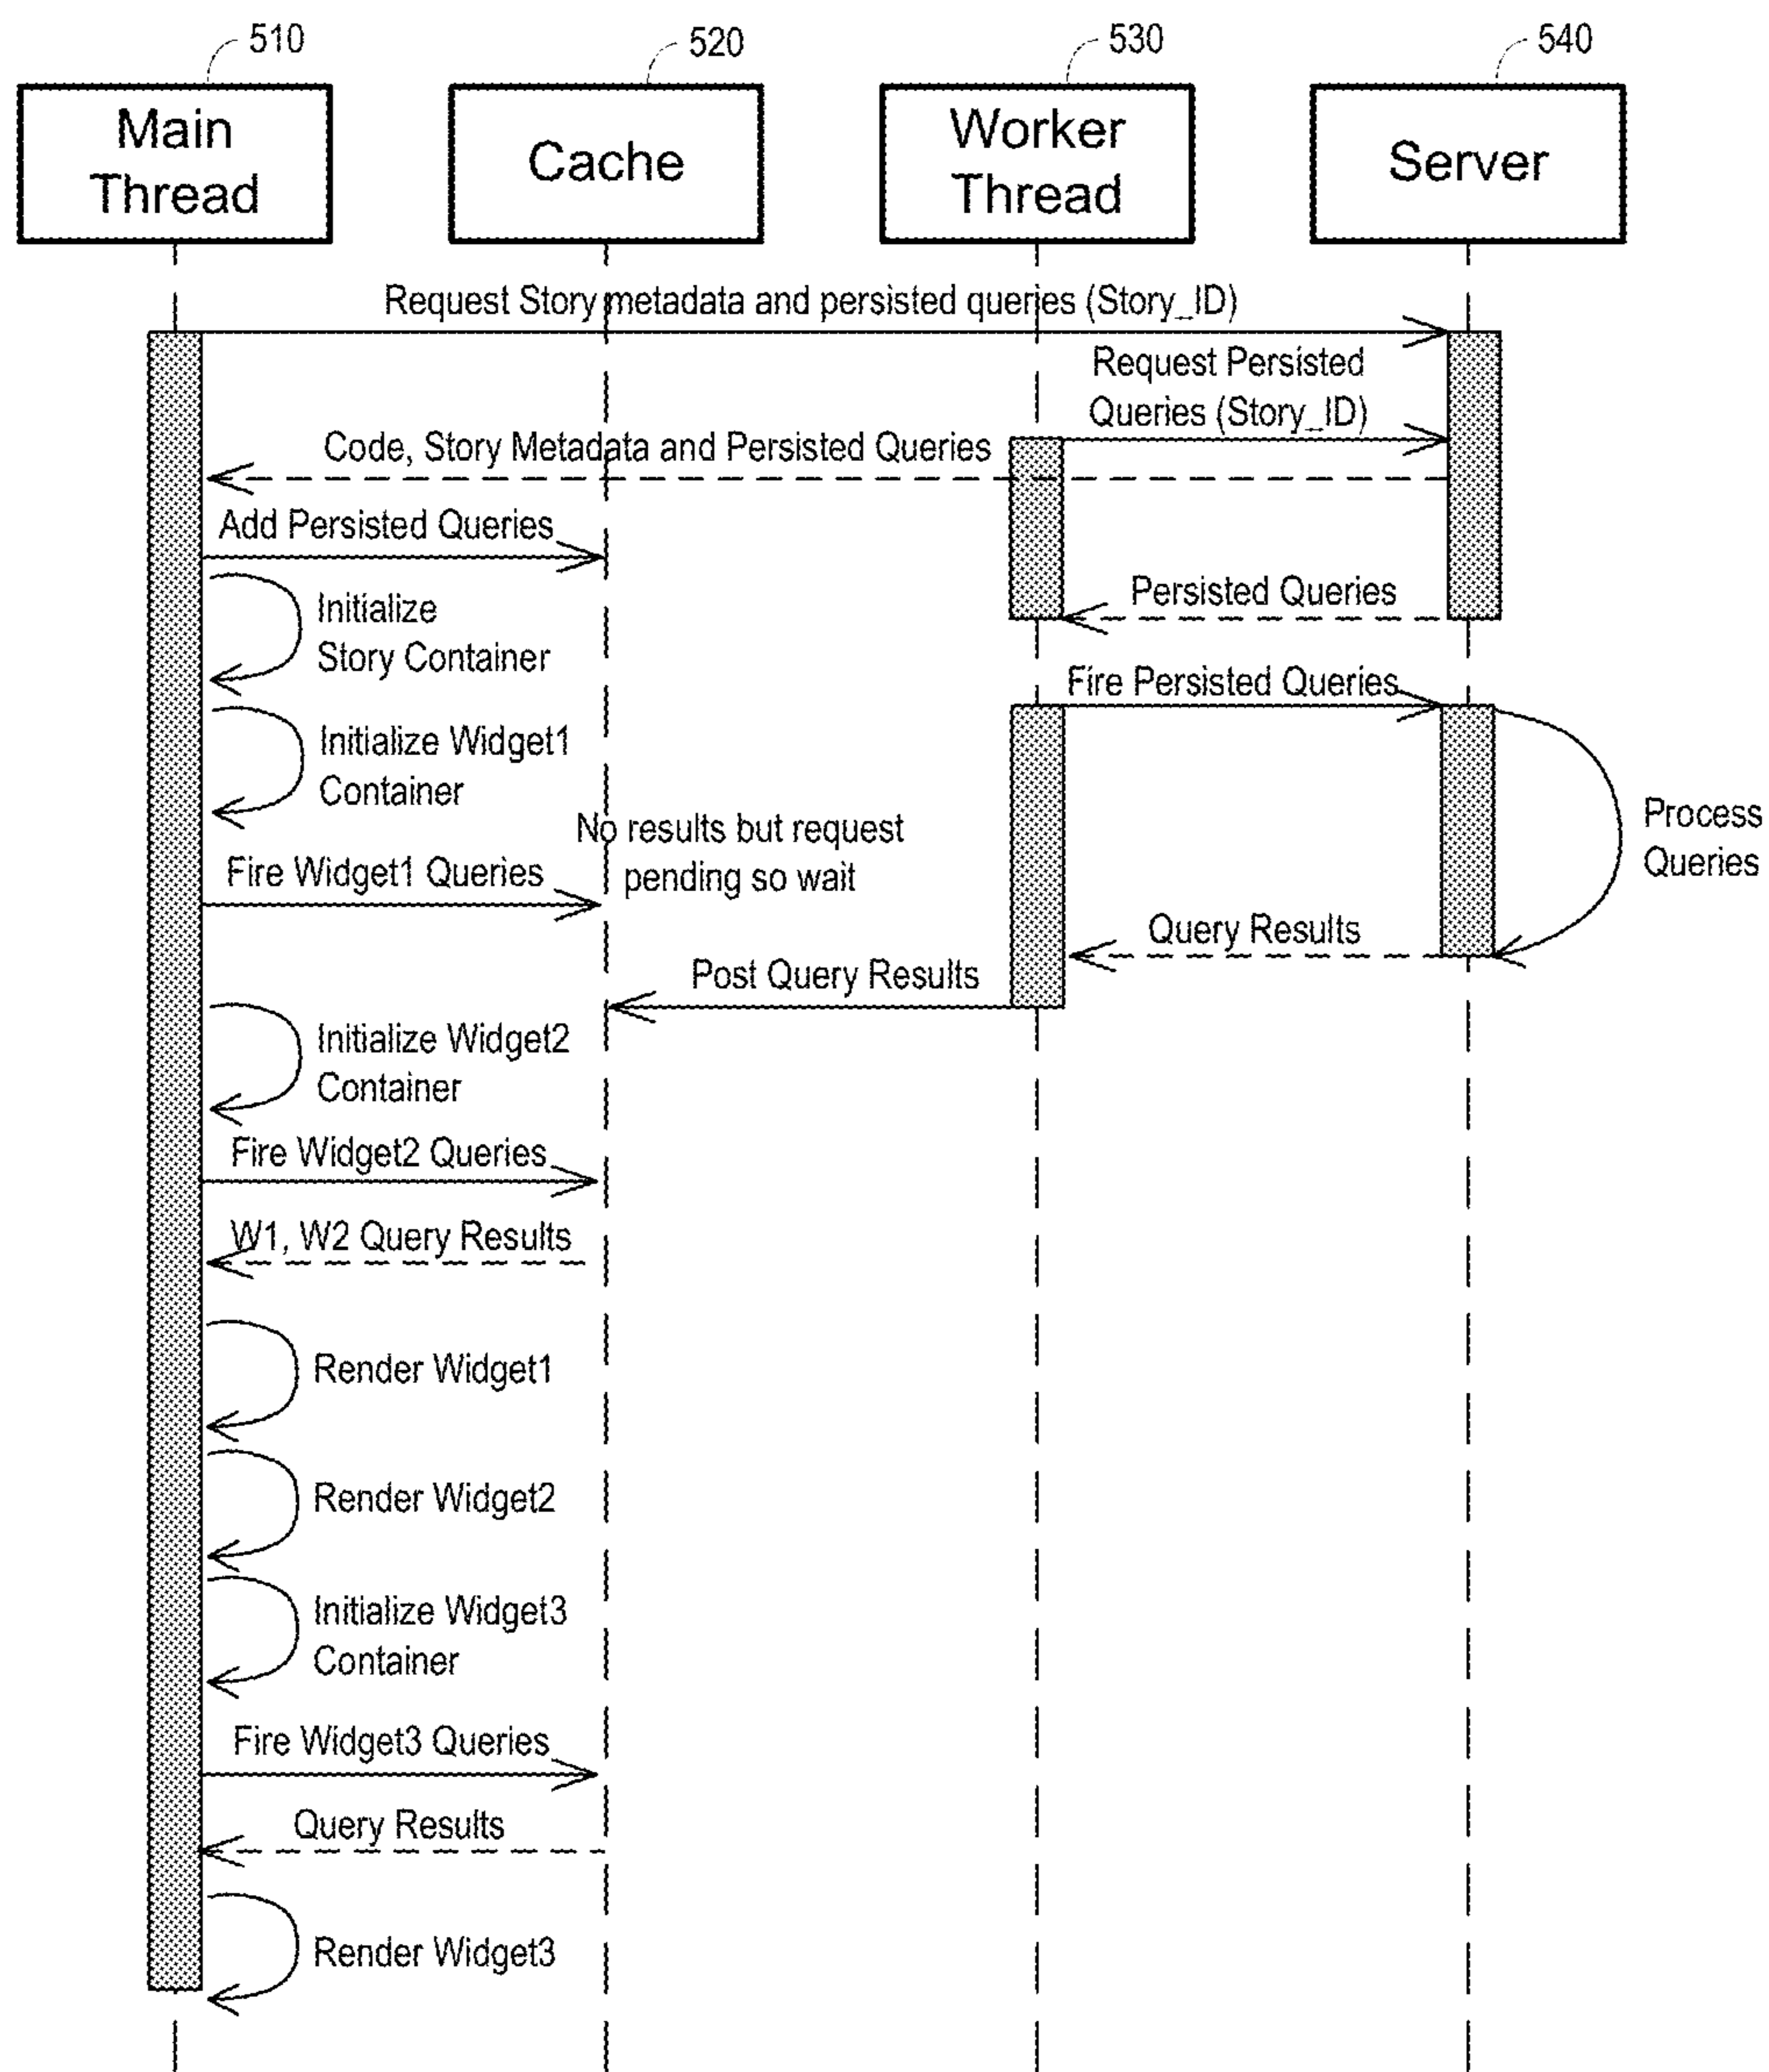 510
520
530
540
Main
Thread
Cache
Worker
Thread
Server
Request Story metadata and persisted queries (Story_ID)
Request Persisted
Queries (Story_ID)
Code, Story Metadata and Persisted Queries
Add Persisted Queries
Initialize
Story Container
Persisted Queries
Fire Persisted Queries
Initialize Widget1
Container
No results but request
pending so wait
Process
Queries
Fire Widget1 Queries
Query Results
Post Query Results
Initialize Widget2
Container
Fire Widget2 Queries
W1, W2 Query Results
Render Widget1
Render Widget2
Initialize Widget3
Container
Fire Widget3 Queries
Query Results
Render Widget3